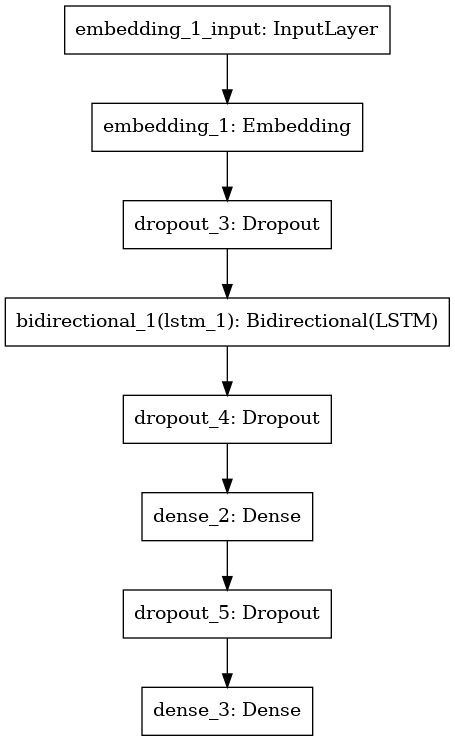 embedding_1_input: InputLayer
embedding_1: Embedding
dropout_3: Dropout
bidirectional_1(lstm_1): Bidirectional(LSTM)
dropout_4: Dropout
dense_2: Dense
dropout_5: Dropout
dense_3: Dense